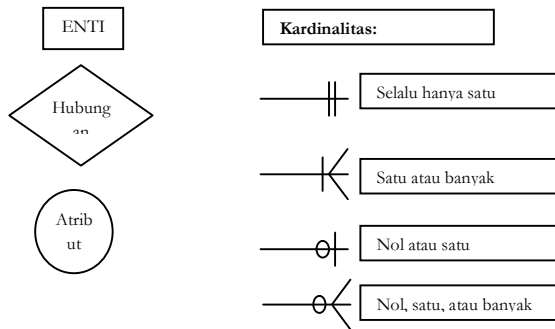 ENTI
Kardinalitas:
Hubung
an
Selalu hanya satu
Satu atau banyak
Atrib
ut
Nol atau satu
Nol, satu, atau banyak